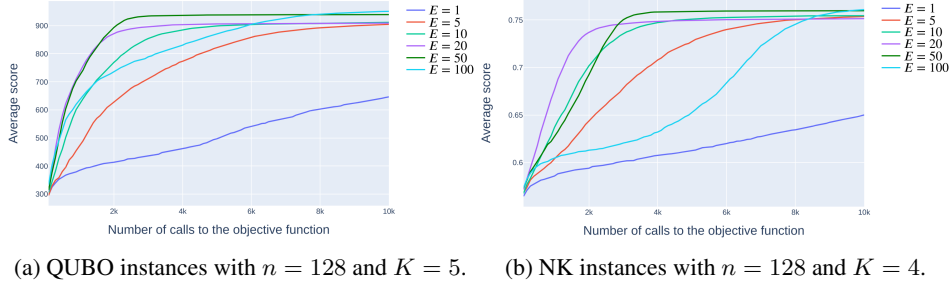 900
800
700
600
500
400
300
Average score
2k
4k
6k
8k
10k
Number of calls to the objective function
E = 1
E = 5
E = 10
E = 20
E = 50
E = 100
0.75
0.7
0.65
0.6
Average score
2k
4k
6k
8k
10k
Number of calls to the objective function
E = 1
E = 5
E = 10
E = 20
E = 50
E = 100
(a) QUBO instances with n = 128 and K = 5.
(b) NK instances with n = 128 and K = 4.